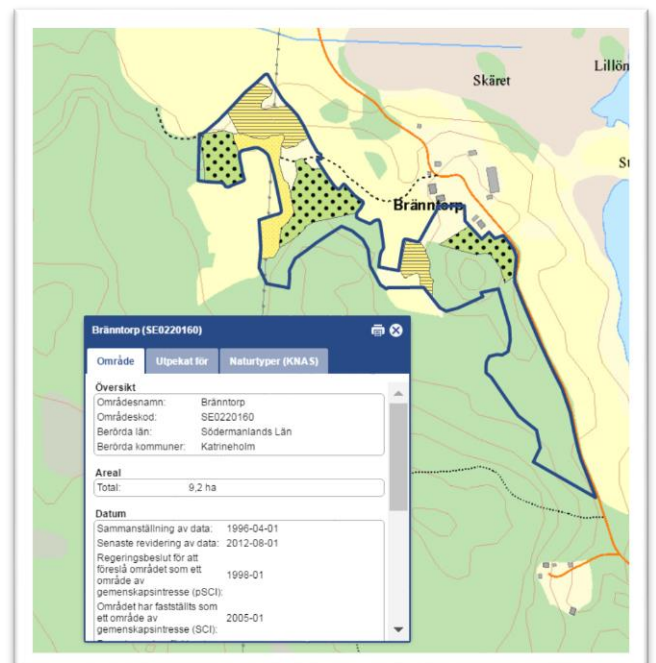 Skäret
Lillön
Bränntorp
Bränntorp (SE0220160)
Område Utpekat för Naturtyper (KNAS)
Översikt
Områdesnamn: Bränntorp
Områdeskod: SE0220160
Berörda län: Södermanlands Län
Berörda kommuner: Katrineholm
Areal
Total: 9,2 ha
Datum
Sammanställning av data: 1996-04-01
Senaste revidering av data: 2012-08-01
Regeringsbeslut för att
föreslå området som ett
område av 1998-01
gemenskapsintresse (pSCI):
Området har fastställts som
ett område av 2005-01
gemenskapsintresse (SCI):